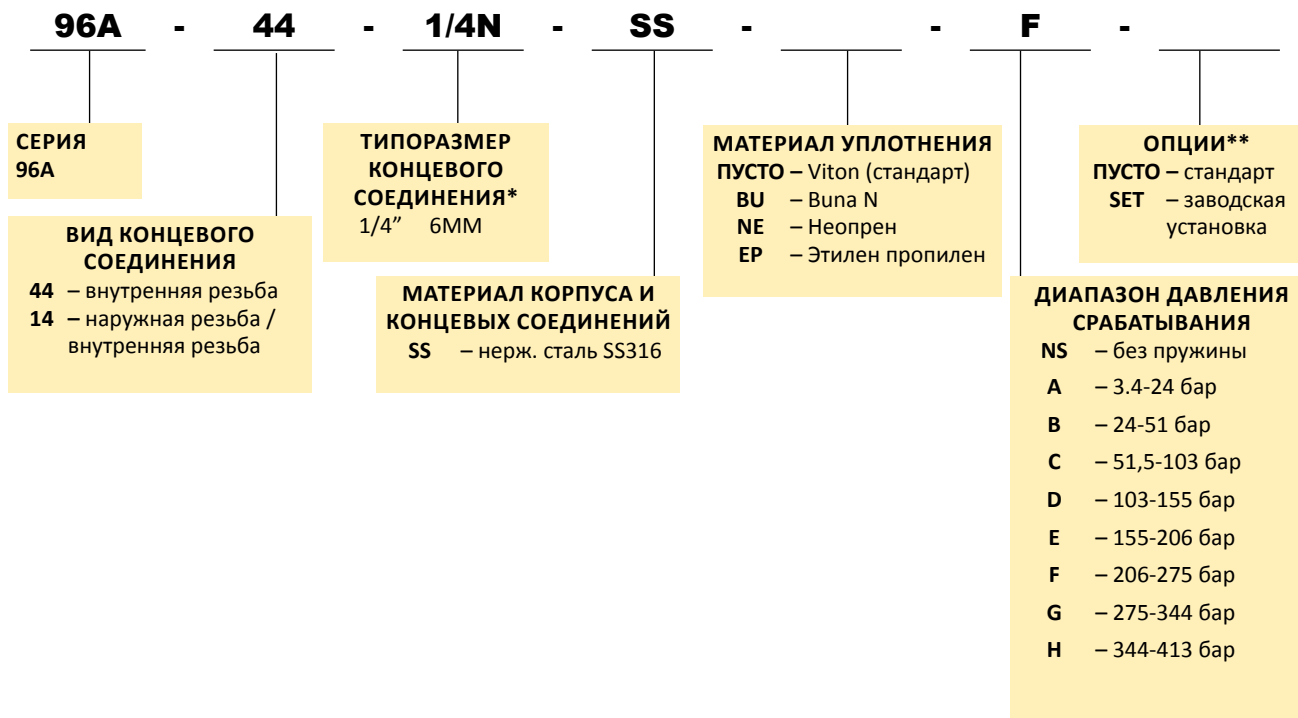 96A - 44 - 1/4N - SS - - F -
СЕРИЯ
96A
ВИД КОНЦЕВОГО
СОЕДИНЕНИЯ
44 – внутренняя резьба
14 – наружная резьба /
внутренняя резьба
ТИПОРАЗМЕР
КОНЦЕВОГО
СОЕДИНЕНИЯ*
1/4” 6ММ
МАТЕРИАЛ КОРПУСА И
КОНЦЕВЫХ СОЕДИНЕНИЙ
SS – нерж. сталь SS316
МАТЕРИАЛ УПЛОТНЕНИЯ
ПУСТО – Viton (стандарт)
BU – Buna N
NE – Неопрен
EP – Этилен пропилен
ОПЦИИ**
ПУСТО – стандарт
SET – заводская
установка
ДИАПАЗОН ДАВЛЕНИЯ
СРАБАТЫВАНИЯ
NS – без пружины
A – 3.4-24 бар
B – 24-51 бар
C – 51,5-103 бар
D – 103-155 бар
E – 155-206 бар
F – 206-275 бар
G – 275-344 бар
H – 344-413 бар